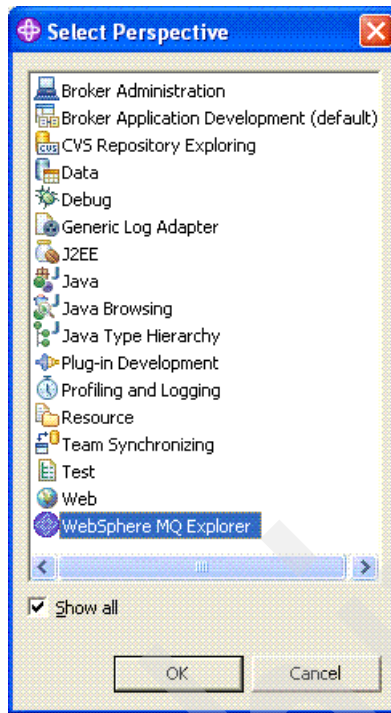 Select Perspective
Broker Administration
Broker Application Development (default)
CVS CVS Repository Exploring
Data
Debug
Generic Log Adapter
J2EE
Java
Java Browsing
Java Type Hierarchy
Plug-in Development
Profiling and Logging
Resource
Team Synchronizing
Test
Web
WebSphere MQ Explorer
Show all
OK Cancel